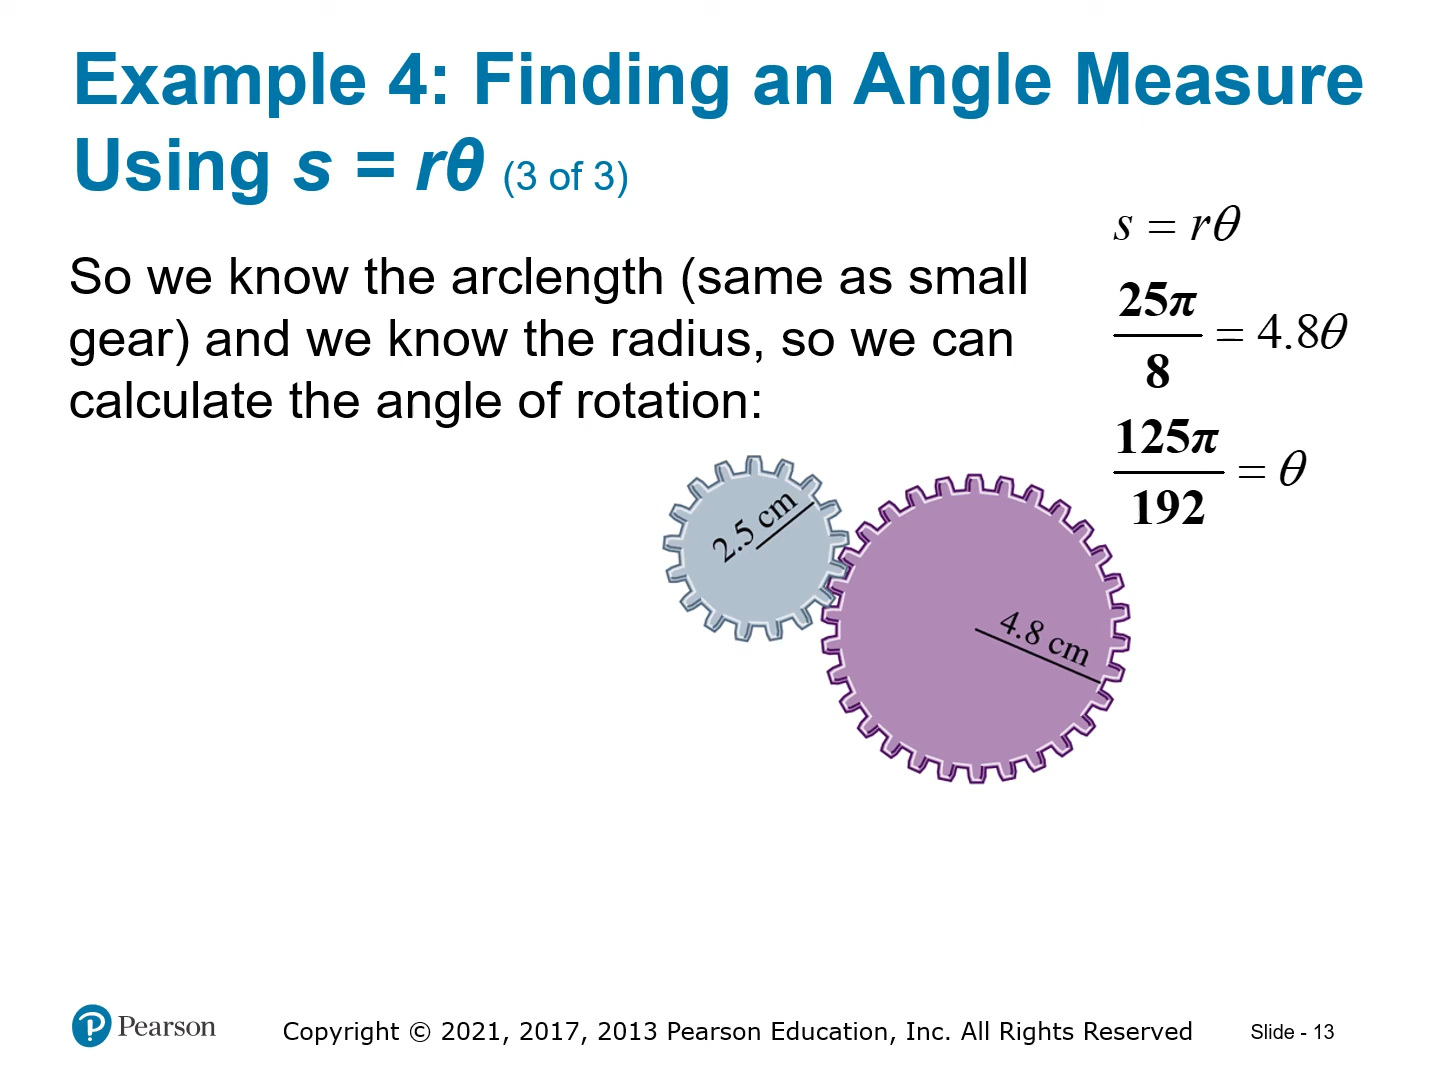 Example 4: Finding an Angle Measure
Using s = rθ (3 of 3)
So we know the arclength (same as small
gear) and we know the radius, so we can
calculate the angle of rotation:
s = rθ
25π
8
= 4.8θ
125π
192
= θ
2.5 cm
4.8 cm
Pearson
Copyright © 2021, 2017, 2013 Pearson Education, Inc. All Rights Reserved
Slide - 13